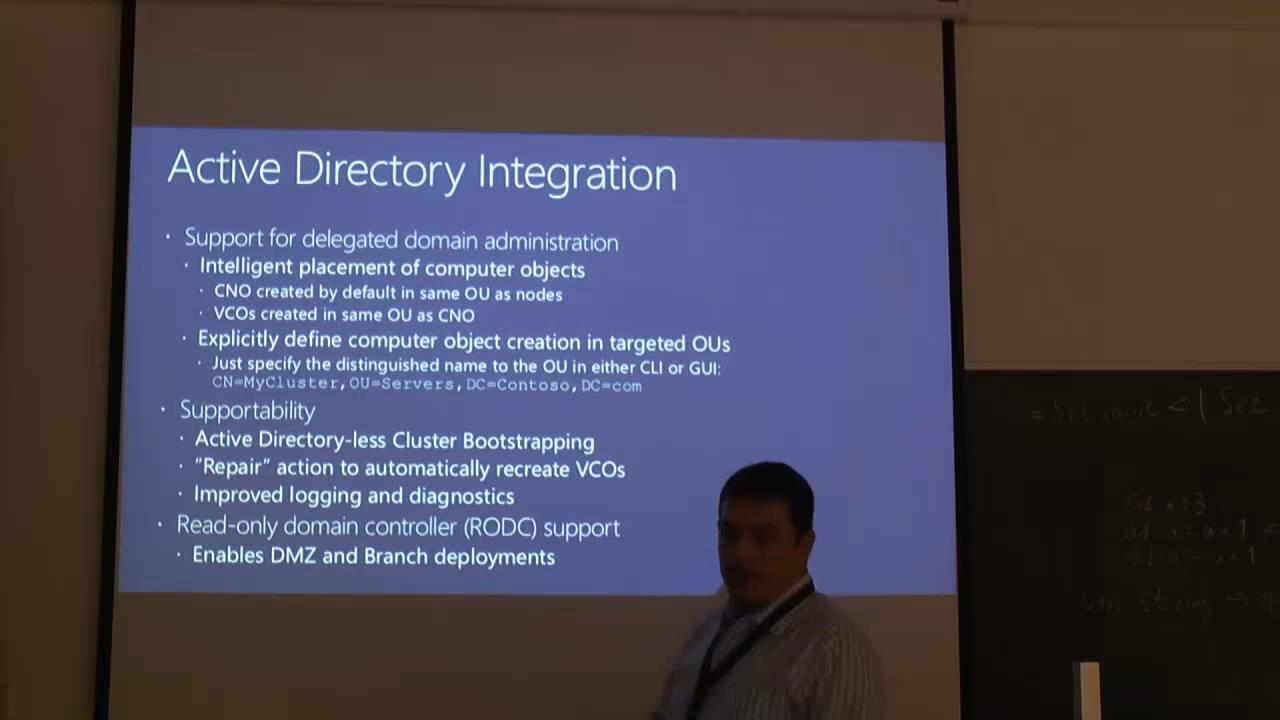 Active Directory Integration
· Support for delegated domain administration
· Intelligent placement of computer objects
· CNO created by default in same OU as nodes
· VCOs created in same OU as CNO
· Explicitly define computer object creation in targeted OUs
· Just specify the distinguished name to the OU in either CLI or GUI:
CN=MyCluster,OU=Servers,DC=Contoso,DC=com
· Supportability
· Active Directory-less Cluster Bootstrapping
· “Repair” action to automatically recreate VCOs
· Improved logging and diagnostics
· Read-only domain controller (RODC) support
· Enables DMZ and Branch deployments